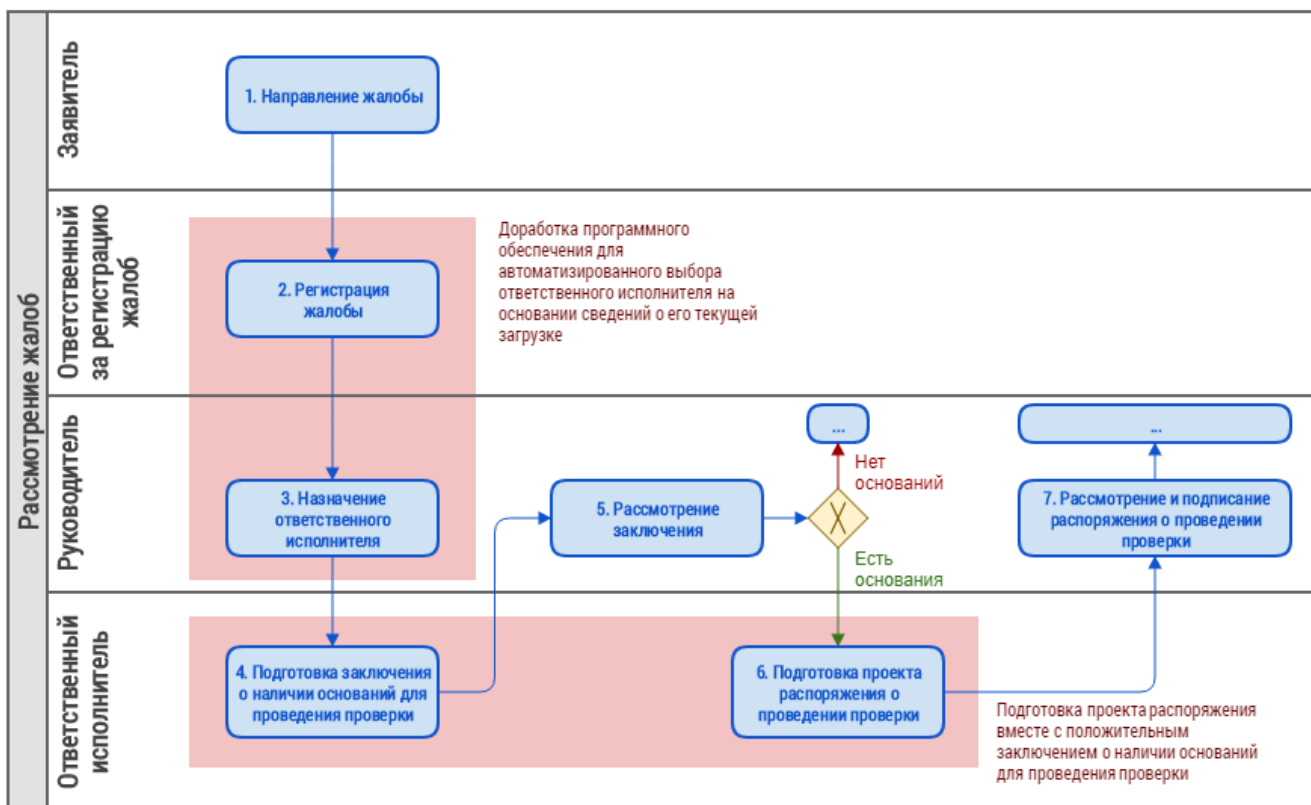 Рассмотрение жалоб
Заявитель
1. Направление жалобы
Ответственный
за регистрацию
жалоб
2. Регистрация
жалобы
Доработка программного
обеспечения для
автоматизированного выбора
ответственного исполнителя на
основании сведений о его текущей
загрузке
Руководитель
3. Назначение
ответственного
исполнителя
5. Рассмотрение
заключения
...
Нет
оснований
Есть
основания
...
7. Рассмотрение и подписание
распоряжения о проведении
проверки
Ответственный
исполнитель
4. Подготовка заключения
о наличии оснований для
проведения проверки
6. Подготовка проекта
распоряжения о
проведении проверки
Подготовка проекта распоряжения
вместе с положительным
заключением о наличии оснований
для проведения проверки